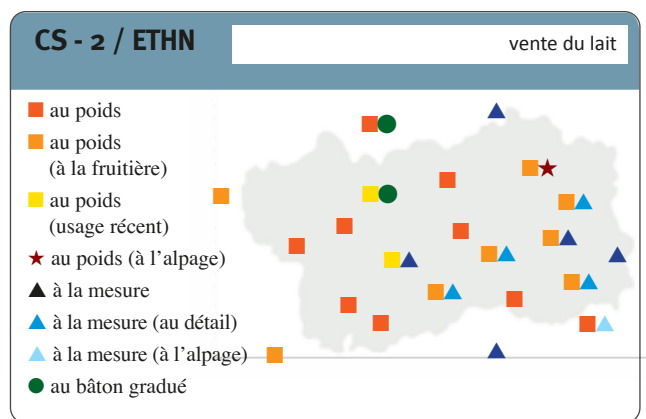 CS - 2 / ETHN
vente du lait
au poids
au poids
(à la fruitière)
au poids
(usage récent)
au poids (à l’alpage)
à la mesure
à la mesure (au détail)
à la mesure (à l’alpage)
au bâton gradué